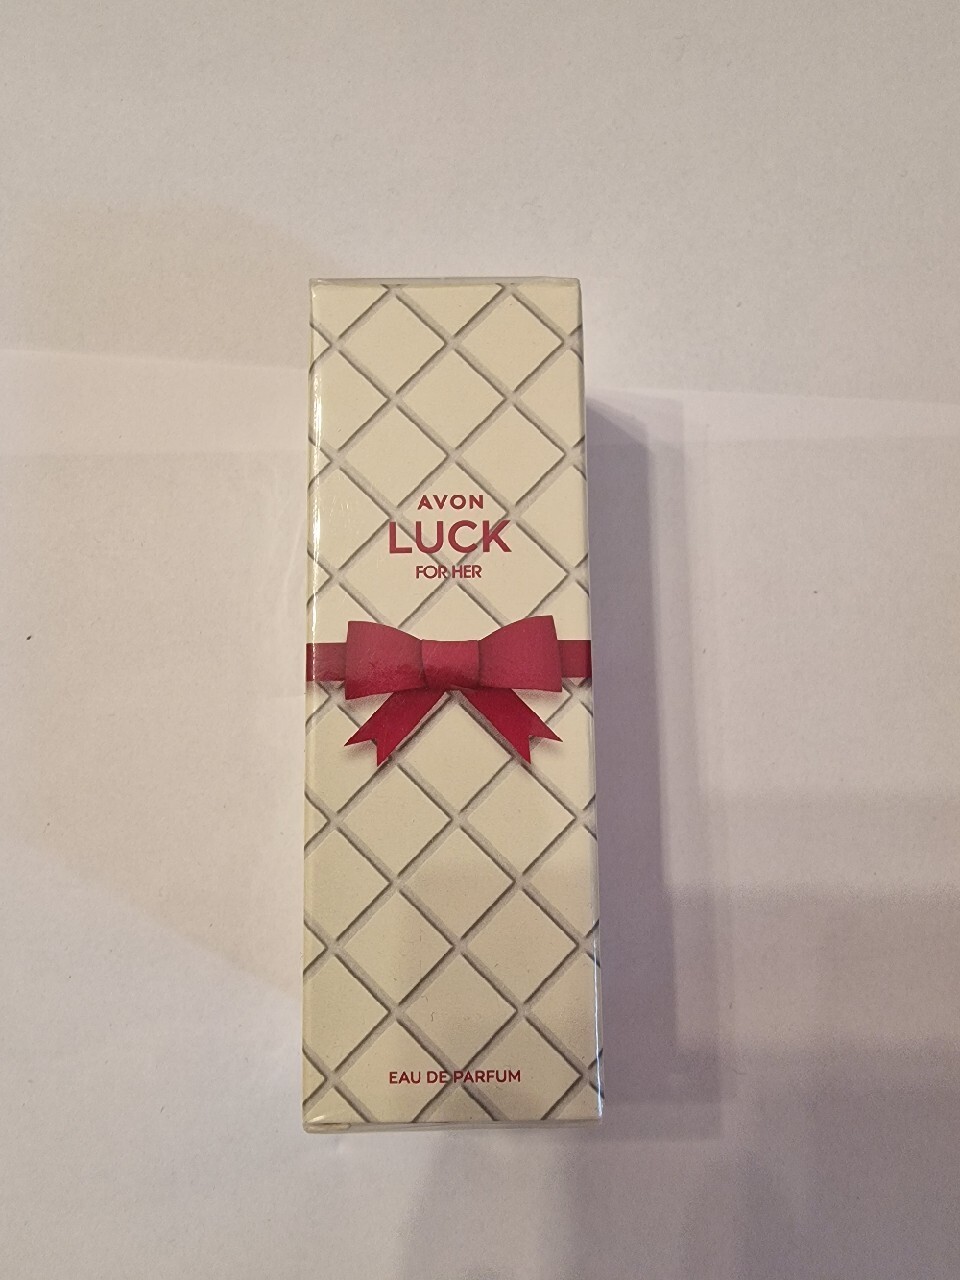 AVON
LUCK
FOR HER
EAU DE PARFUM